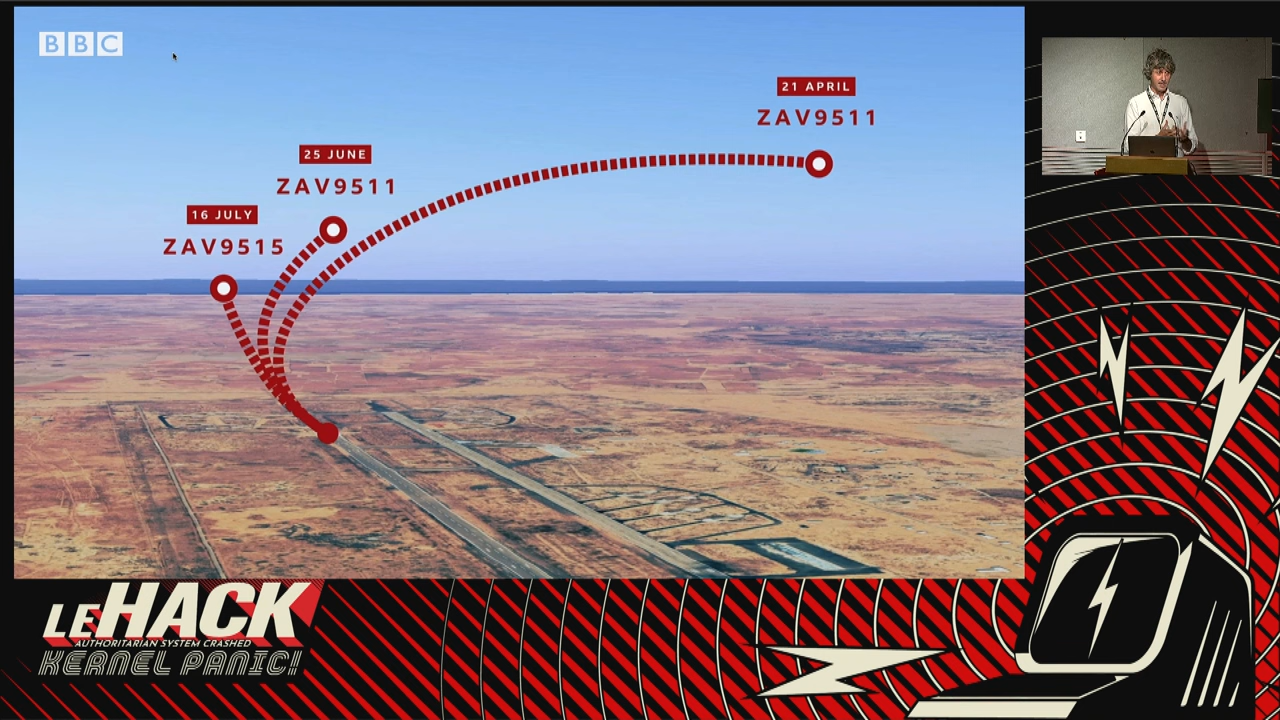 BBC
21 APRIL
ZAV9511
25 JUNE
ZAV9511
16 JULY
ZAV9515
LEHACK
AUTHORITARIAN SYSTEM CRASHED
KERNEL PANIC!